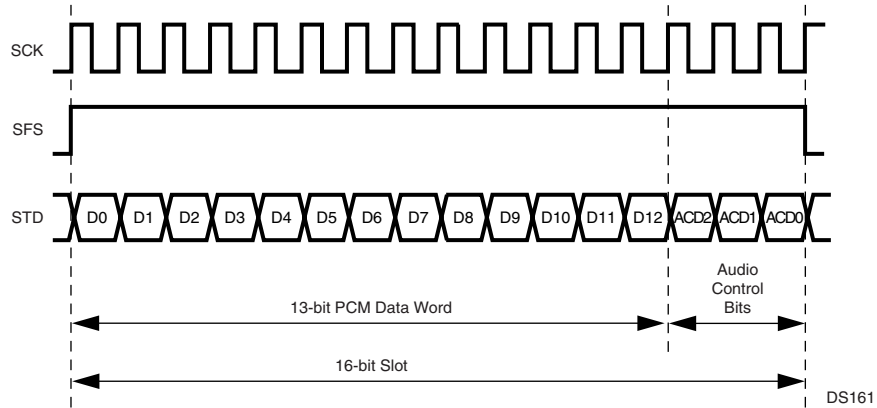 SCK
SFS
STD D0 D1 D2 D3 D4 D5 D6 D7 D8 D9 D10 D11 D12 ACD2 ACD1 ACD0
Audio
Control
Bits
13-bit PCM Data Word
16-bit Slot
DS161